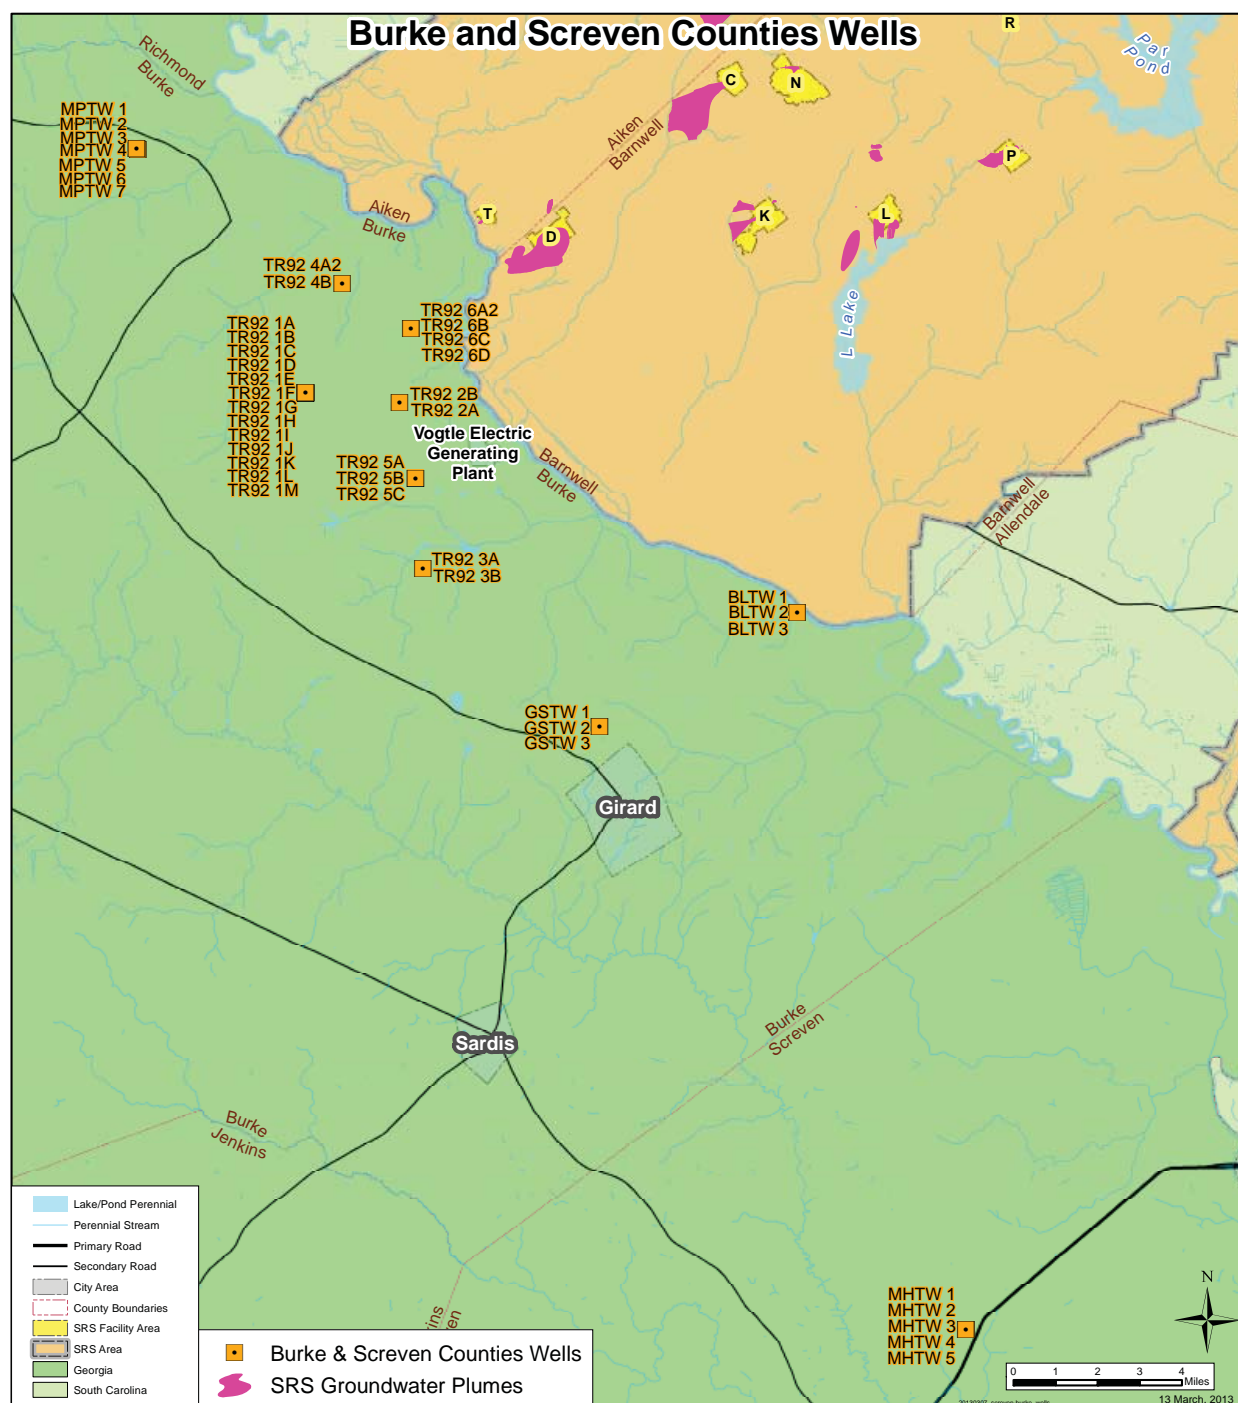 Burke and Screven Counties Wells
R
Par
Pond
Richmond
Burke
C
N
MPTW 1
MPTW 2
MPTW 3
MPTW 4
MPTW 5
MPTW 6
MPTW 7
Aiken
Barnwell
P
Aiken
Burke
T
D
K
L
TR92 4A2
TR92 4B
L Lake
TR92 6A2
TR92 6B
TR92 6C
TR92 6D
TR92 1A
TR92 1B
TR92 1C
TR92 1D
TR92 1E
TR92 1F
TR92 1G
TR92 1H
TR92 1I
TR92 1J
TR92 1K
TR92 1L
TR92 1M
TR92 2B
TR92 2A
Vogtle Electric
Generating
Plant
TR92 5A
TR92 5B
TR92 5C
Barnwell
Burke
Barnwell
Allendale
TR92 3A
TR92 3B
BLTW 1
BLTW 2
BLTW 3
GSTW 1
GSTW 2
GSTW 3
Girard
Sardis
Burke
Screven
Burke
Jenkins
Lake/Pond Perennial
Perennial Stream
Primary Road
Secondary Road
City Area
County Boundaries
SRS Facility Area
SRS Area
Georgia
South Carolina
kins
en
Burke & Screven Counties Wells
SRS Groundwater Plumes
MHTW 1
MHTW 2
MHTW 3
MHTW 4
MHTW 5
N
0 1 2 3 4
Miles
13 March, 2013